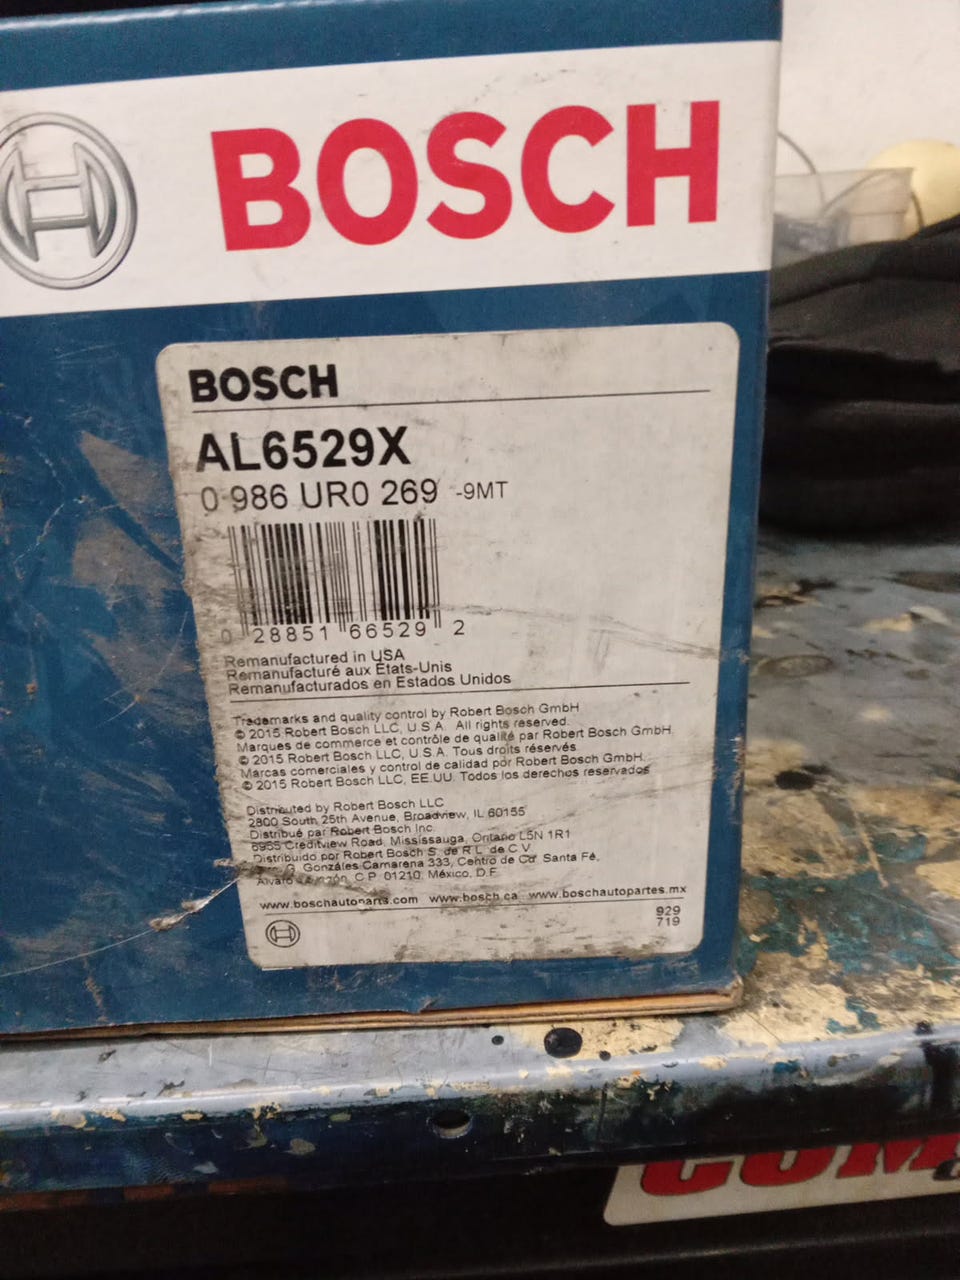 BOSCH
BOSCH
AL6529X
0 986 UR0 269 -9MT
0 28851 66529 2
Remanufactured in USA
Remanufacturé aux États-Unis
Remanufacturados en Estados Unidos
Trademarks and quality control by Robert Bosch GmbH
© 2015 Robert Bosch LLC, U.S.A. All rights reserved.
Marques de commerce et contrôle de qualité par Robert Bosch GmbH.
© 2015 Robert Bosch LLC, U.S.A. Tous droits réservés
Marcas comerciales y control de calidad por Robert Bosch GmbH.
© 2015 Robert Bosch LLC, EE.UU. Todos los derechos reservados
Distributed by Robert Bosch LLC
2800 South 25th Avenue, Broadview, IL 60155
Distribué par Robert Bosch Inc.
6955 Creditview Road, Mississauga, Ontario L5N 1R1
Distribuido por Robert Bosch S. de R.L. de C.V.
G. Gonzáles Camarena 333, Centro de Cd. Santa Fé,
Alvaro C.P. 01210, México, D.F.
www.boschautoparts.com www.bosch.ca www.boschautopartes.mx
929
719
COM